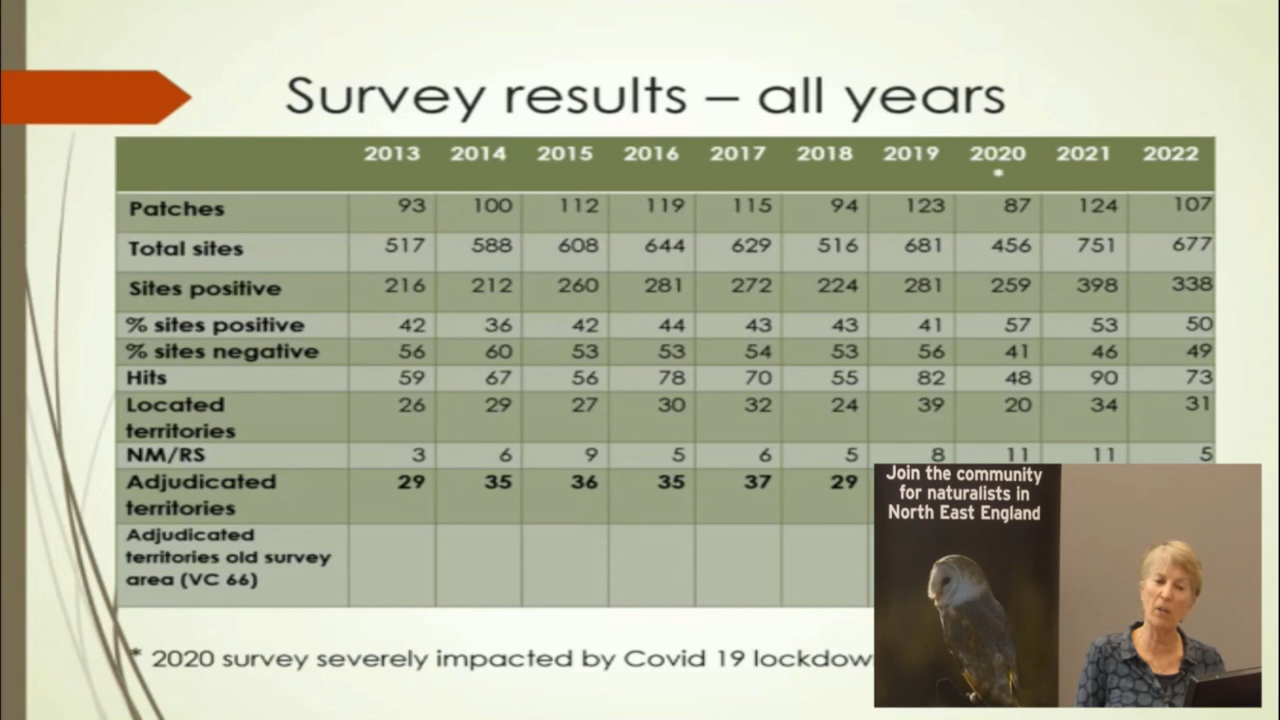 Survey results – all years
2013 2014 2015 2016 2017 2018 2019 2020 2021 2022
*
Patches 93 100 112 119 115 94 123 87 124 107
Total sites 517 588 608 644 629 516 681 456 751 677
Sites positive 216 212 260 281 272 224 281 259 398 338
% sites positive 42 36 42 44 43 43 41 57 53 50
% sites negative 56 60 53 53 54 53 56 41 46 49
Hits 59 67 56 78 70 55 82 48 90 73
Located 26 29 27 30 32 24 39 20 34 31
territories
NM/RS 3 6 9 5 6 5 8 11 11 5
Adjudicated 29 35 36 35 37 29
territories
Adjudicated
territories old survey
area (VC 66)
* 2020 survey severely impacted by Covid 19 lockdow
Join the community
for naturalists in
North East England